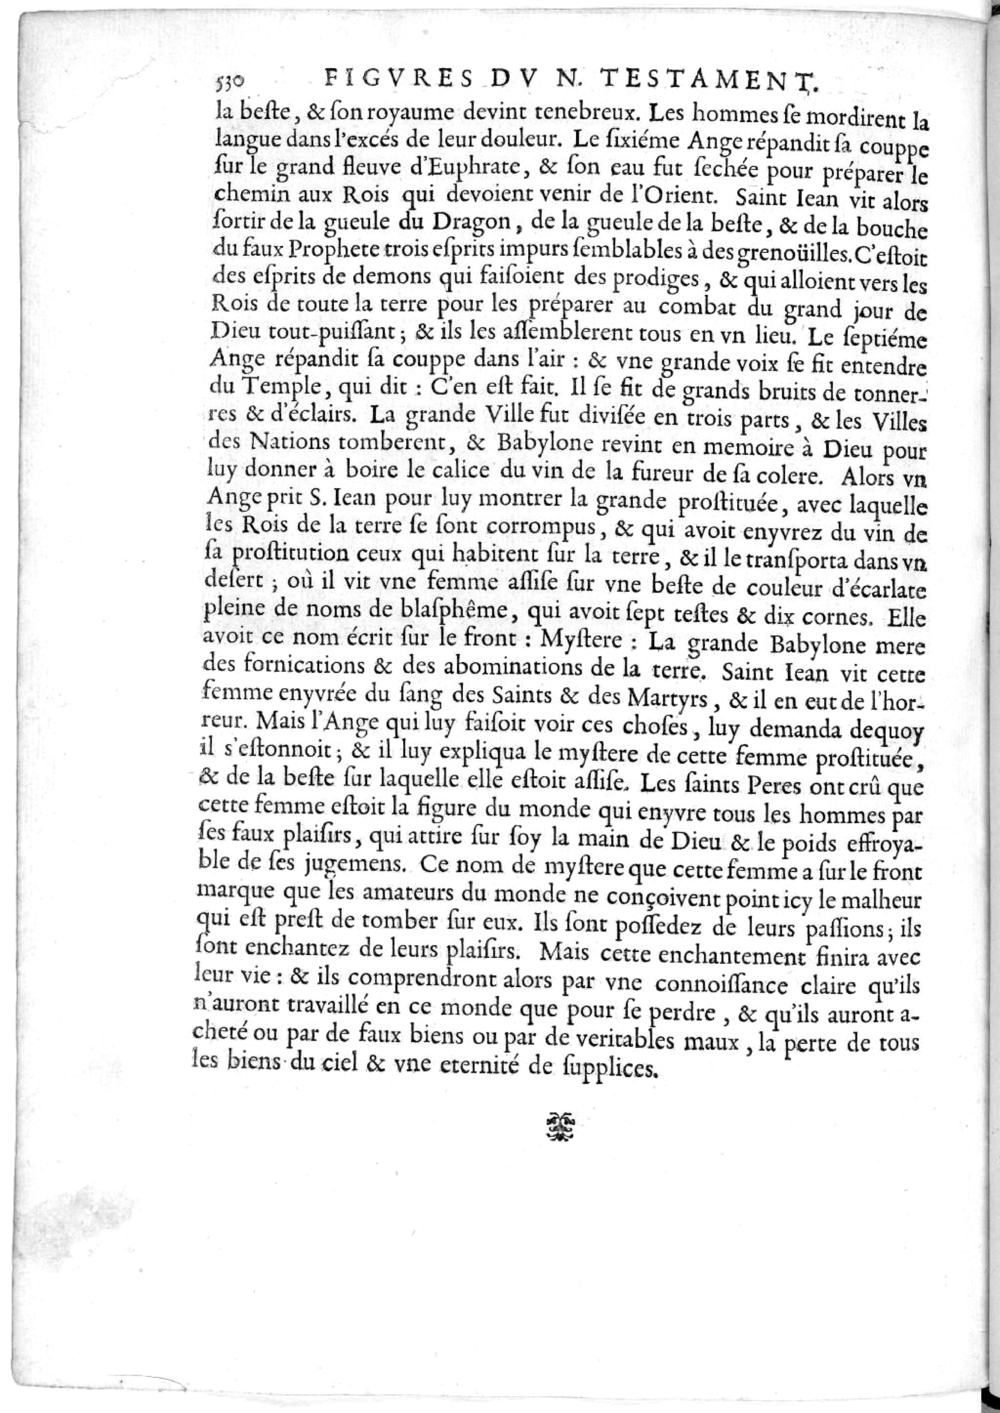 530 FIGVRES DV N. TESTAMENT.
la beſte, & ſon royaume devint tenebreux. Les hommes ſe mordirent la
langue dans l'excés de leur douleur. Le ſixiéme Ange répandit ſa couppe
ſur le grand fleuve d'Euphrate, & ſon eau fut ſechée pour préparer le
chemin aux Rois qui devoient venir de l'Orient. Saint Iean vit alors
ſortir de la gueule du Dragon, de la gueule de la beſte, & de la bouche
du faux Prophete trois eſprits impurs ſemblables à des grenoüilles. C'eſtoit
des eſprits de demons qui faiſoient des prodiges, & qui alloient vers les
Rois de toute la terre pour les préparer au combat du grand jour de
Dieu tout-puiſſant; & ils les aſſemblerent tous en vn lieu. Le ſeptiéme
Ange répandit ſa couppe dans l'air : & vne grande voix ſe fit entendre
du Temple, qui dit : C'en eſt fait. Il ſe fit de grands bruits de tonner-
res & d'éclairs. La grande Ville fut diviſée en trois parts, & les Villes
des Nations tomberent, & Babylone revint en memoire à Dieu pour
luy donner à boire le calice du vin de la fureur de ſa colere. Alors vn
Ange prit S. Iean pour luy montrer la grande proſtituée, avec laquelle
les Rois de la terre ſe ſont corrompus, & qui avoit enyvrez du vin de
ſa proſtitution ceux qui habitent ſur la terre, & il le tranſporta dans vn
deſert ; où il vit vne femme aſſiſe ſur vne beſte de couleur d'écarlate
pleine de noms de blaſphême, qui avoit ſept teſtes & dix cornes. Elle
avoit ce nom écrit ſur le front : Myſtere : La grande Babylone mere
des fornications & des abominations de la terre. Saint Iean vit cette
femme enyvrée du ſang des Saints & des Martyrs, & il en eut de l'hor-
reur. Mais l'Ange qui luy faiſoit voir ces choſes, luy demanda dequoy
il s'eſtonnoit; & il luy expliqua le myſtere de cette femme proſtituée,
& de la beſte ſur laquelle elle eſtoit aſſiſe. Les ſaints Peres ont crû que
cette femme eſtoit la figure du monde qui enyvre tous les hommes par
ſes faux plaiſirs, qui attire ſur ſoy la main de Dieu & le poids effroya-
ble de ſes jugemens. Ce nom de myſtere que cette femme a ſur le front
marque que les amateurs du monde ne conçoivent point icy le malheur
qui eſt preſt de tomber ſur eux. Ils ſont poſſedez de leurs paſſions; ils
ſont enchantez de leurs plaiſirs. Mais cette enchantement finira avec
leur vie : & ils comprendront alors par vne connoiſſance claire qu'ils
n'auront travaillé en ce monde que pour ſe perdre, & qu'ils auront a-
cheté ou par de faux biens ou par de veritables maux, la perte de tous
les biens du ciel & vne eternité de ſupplices.